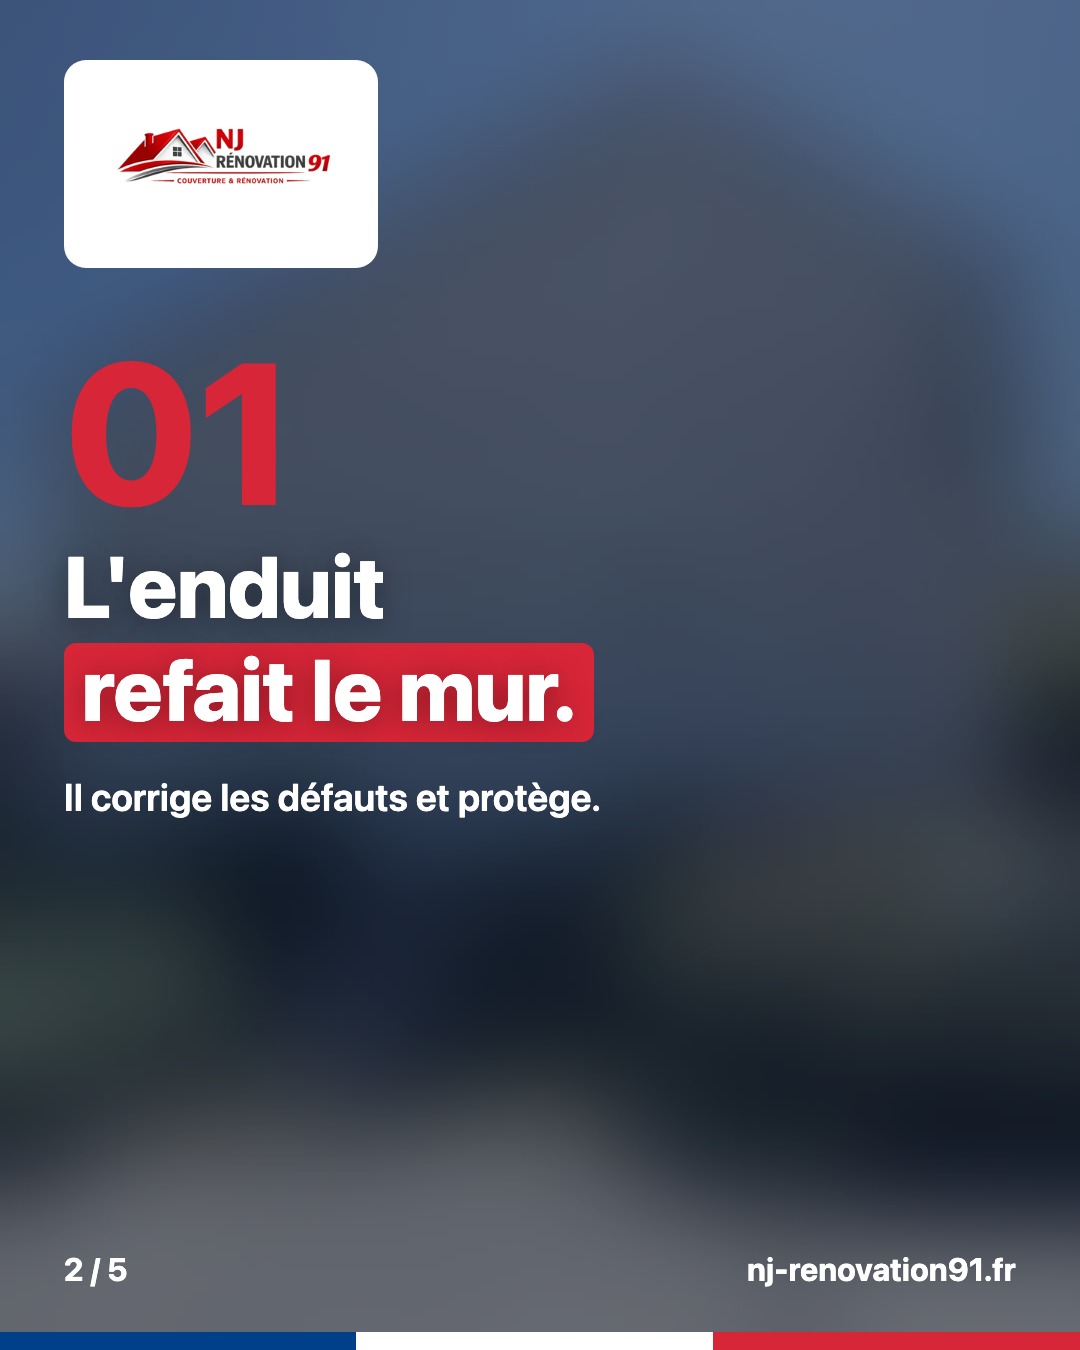 NJ
RÉNOVATION 91
COUVERTURE & RÉNOVATION
01
L'enduit
refait le mur.
Il corrige les défauts et protège.
2 / 5
nj-renovation91.fr